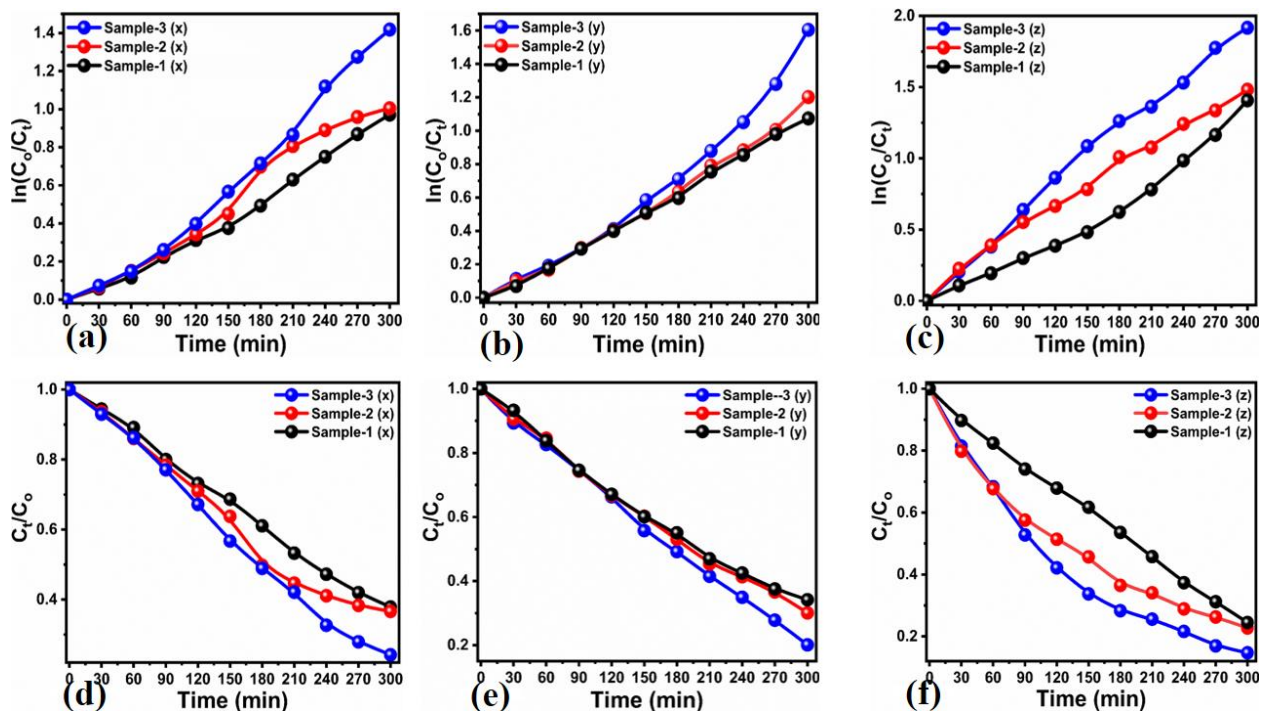 Sample-3 (x)
Sample-2 (x)
Sample-1 (x)
ln(Co/Ct)
1.4
1.2
1.0
0.8
0.6
0.4
0.2
0.0
0 30 60 90 120 150 180 210 240 270 300
(a)
Time (min)
Sample-3 (y)
Sample-2 (y)
Sample-1 (y)
ln(Co/Ct)
1.6
1.4
1.2
1.0
0.8
0.6
0.4
0.2
0.0
0 30 60 90 120 150 180 210 240 270 300
(b)
Time (min)
Sample-3 (z)
Sample-2 (z)
Sample-1 (z)
ln(Co/Ct)
2.0
1.5
1.0
0.5
0.0
0 30 60 90 120 150 180 210 240 270 300
(c)
Time (min)
Sample-3 (x)
Sample-2 (x)
Sample-1 (x)
Ct/Co
1.0
0.8
0.6
0.4
0 30 60 90 120 150 180 210 240 270 300
(d)
Time (min)
Sample--3 (y)
Sample-2 (y)
Sample-1 (y)
Ct/Co
1.0
0.8
0.6
0.4
0.2
0 30 60 90 120 150 180 210 240 270 300
(e)
Time (min)
Sample-3 (z)
Sample-2 (z)
Sample-1 (z)
Ct/Co
1.0
0.8
0.6
0.4
0.2
0 30 60 90 120 150 180 210 240 270 300
(f)
Time (min)